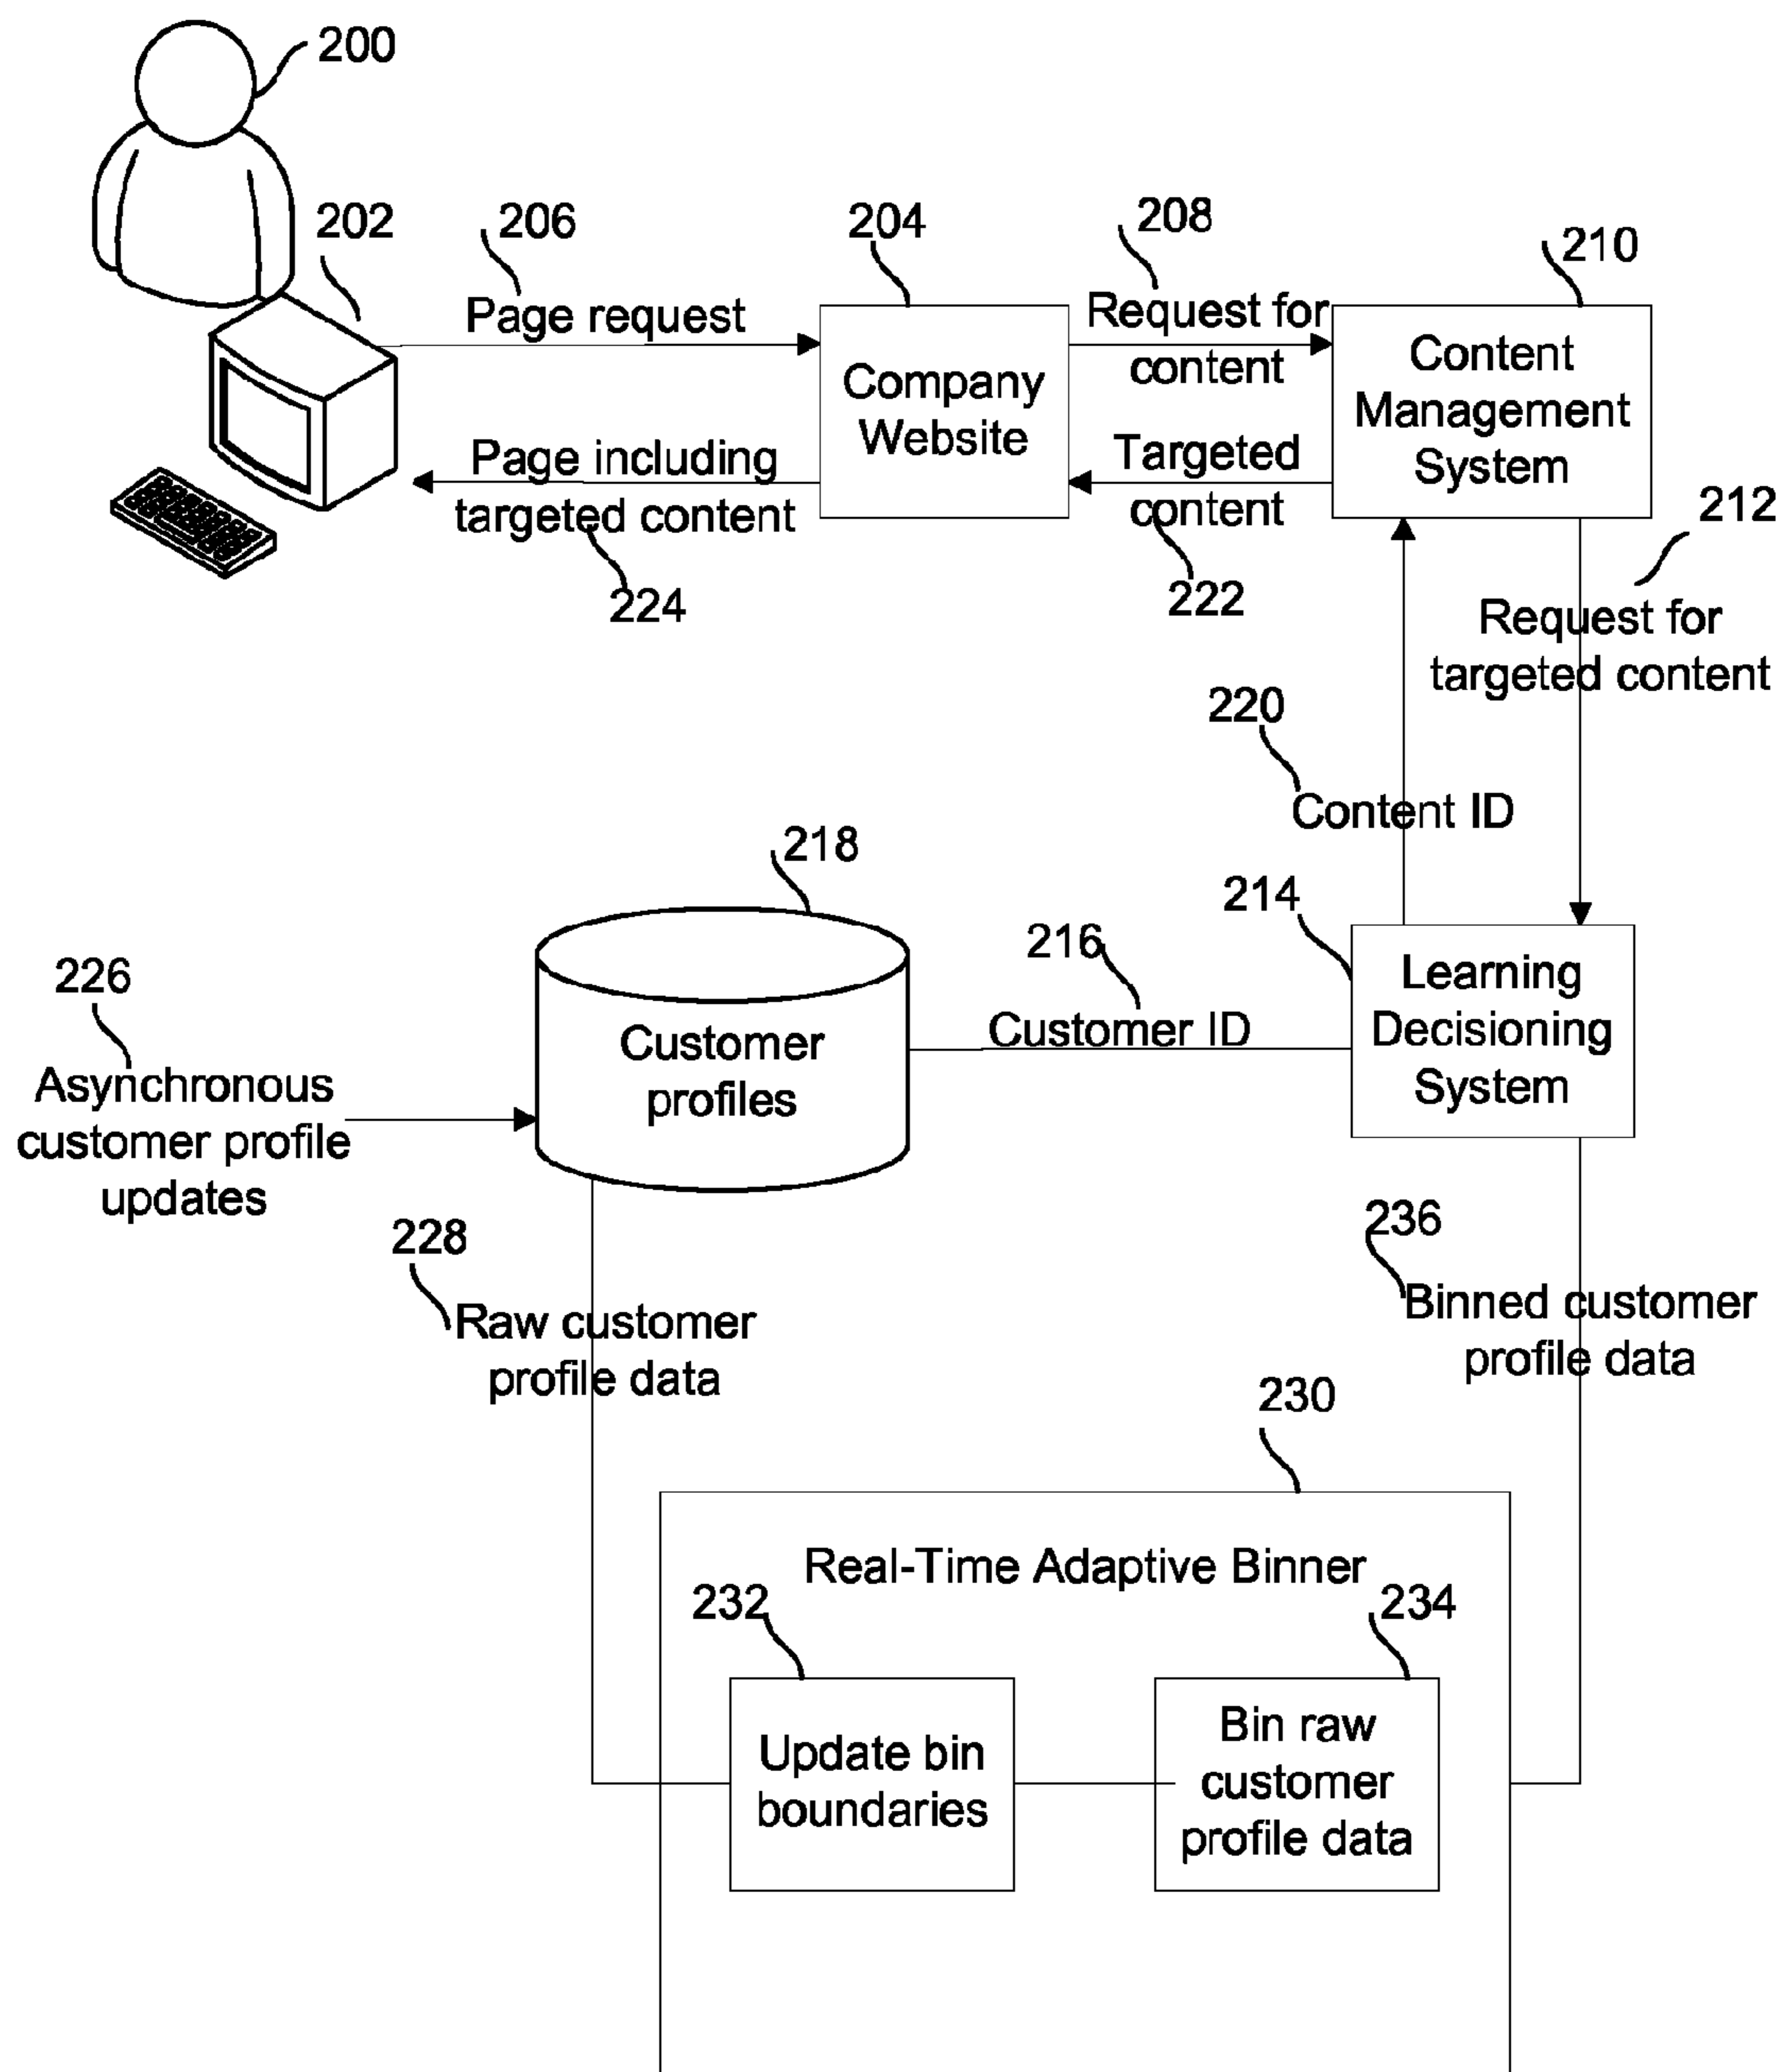 200
202
206
204
208
210
Page request
Request for
content
Company
Website
Content
Management
System
Page including
targeted content
Targeted
content
212
224
222
Request for
targeted content
220
Content ID
218
214
216
226
Learning
Decisioning
System
Customer ID
Customer
profiles
Asynchronous
customer profile
updates
228
236
Raw customer
profile data
Binned customer
profile data
230
Real-Time Adaptive Binner
232
234
Update bin
boundaries
Bin raw
customer
profile data